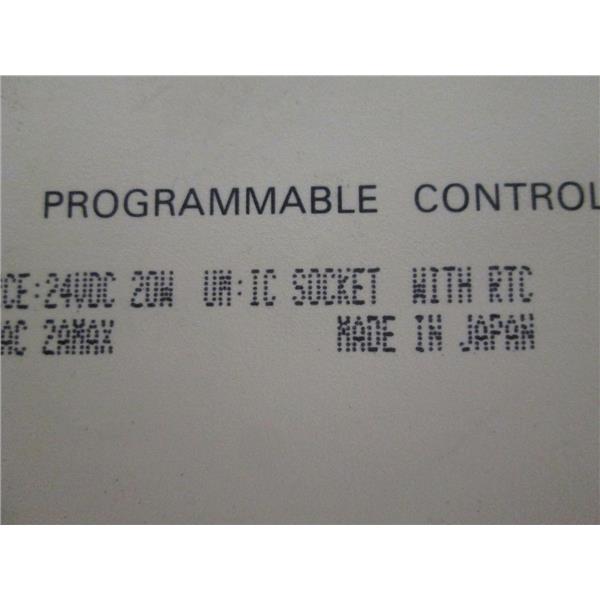 PROGRAMMABLE CONTROL
CE:24VDC 20W UM:IC SOCKET WITH RTC
AC 2AMAX MADE IN JAPAN